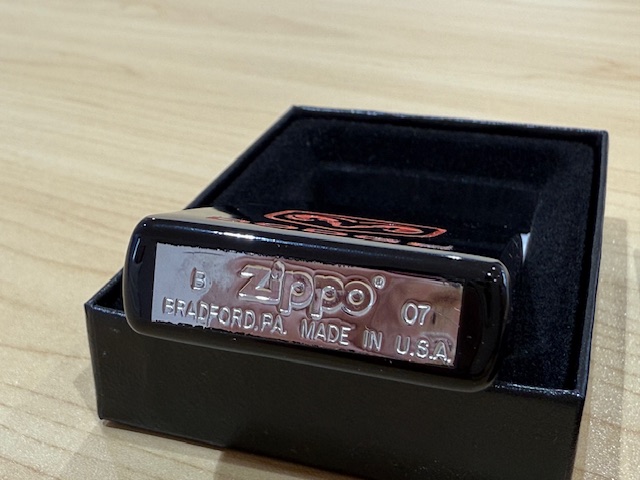 B Zippo® 07
BRADFORD, PA. MADE IN U.S.A.